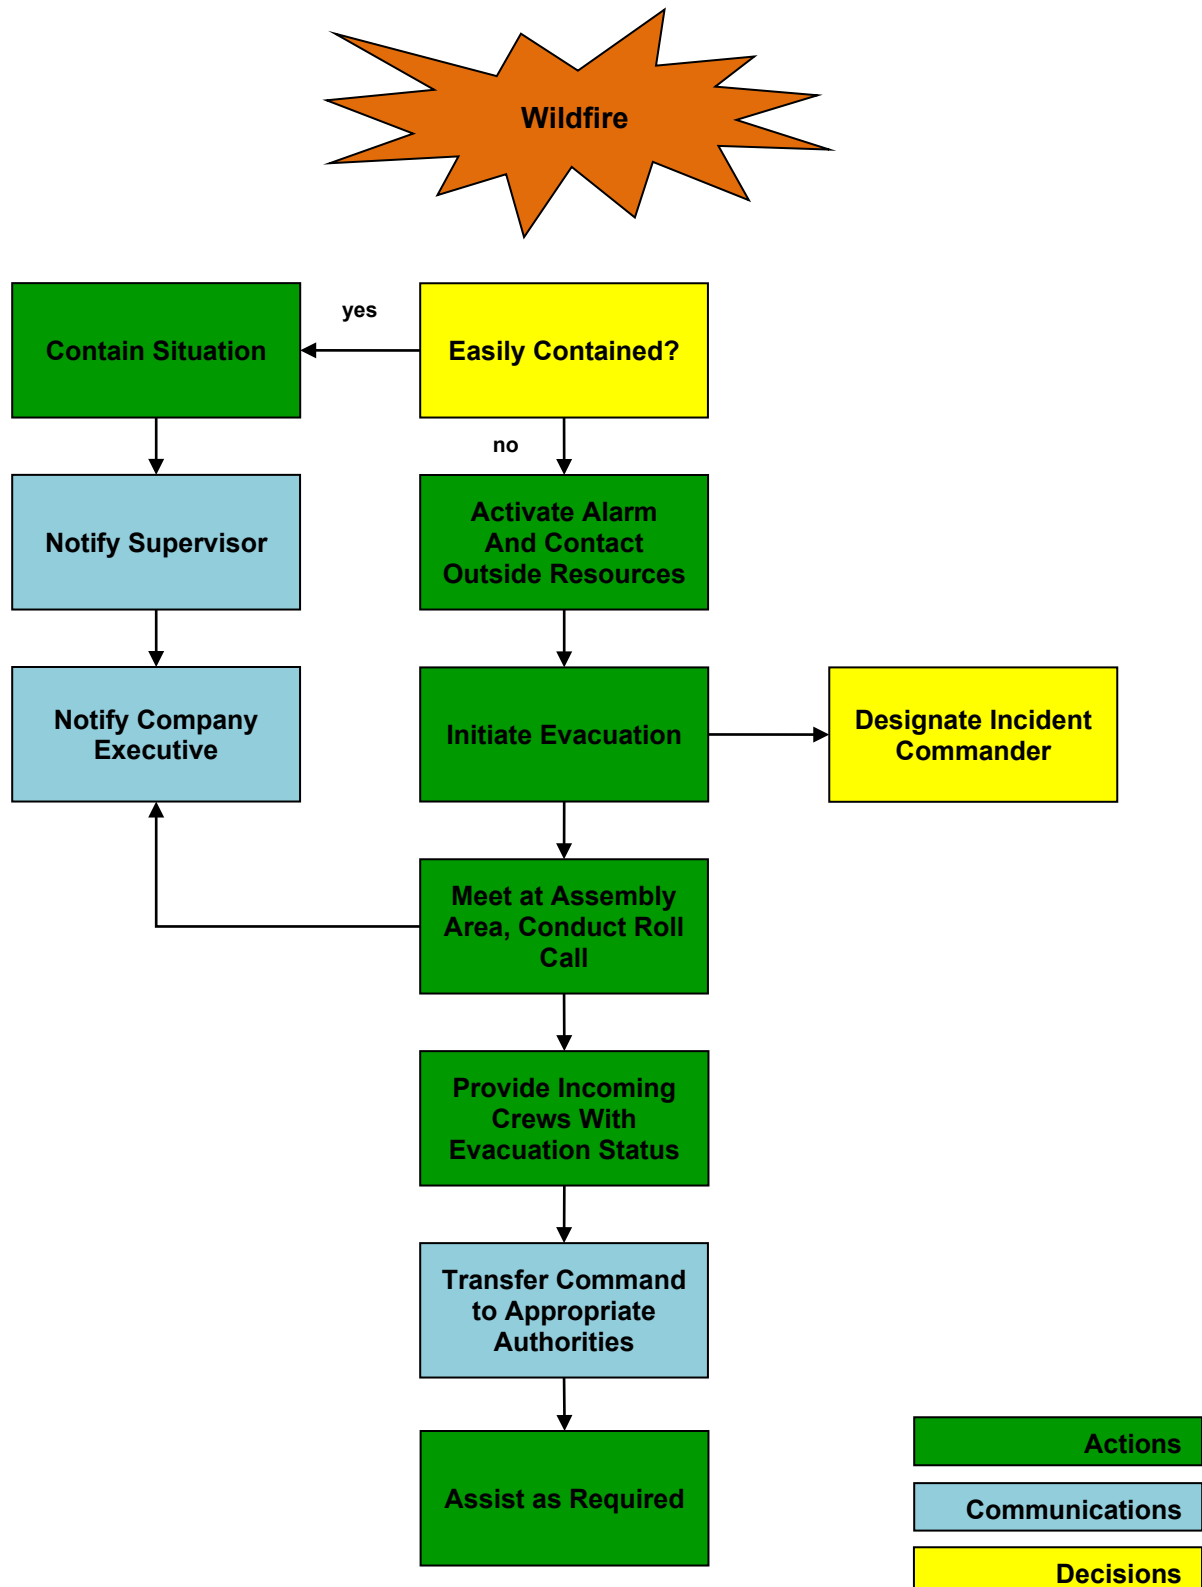 Wildfire
yes
Contain Situation
Easily Contained?
no
Notify Supervisor
Activate Alarm
And Contact
Outside Resources
Notify Company
Executive
Initiate Evacuation
Designate Incident
Commander
Meet at Assembly
Area, Conduct Roll
Call
Provide Incoming
Crews With
Evacuation Status
Transfer Command
to Appropriate
Authorities
Assist as Required
Actions
Communications
Decisions